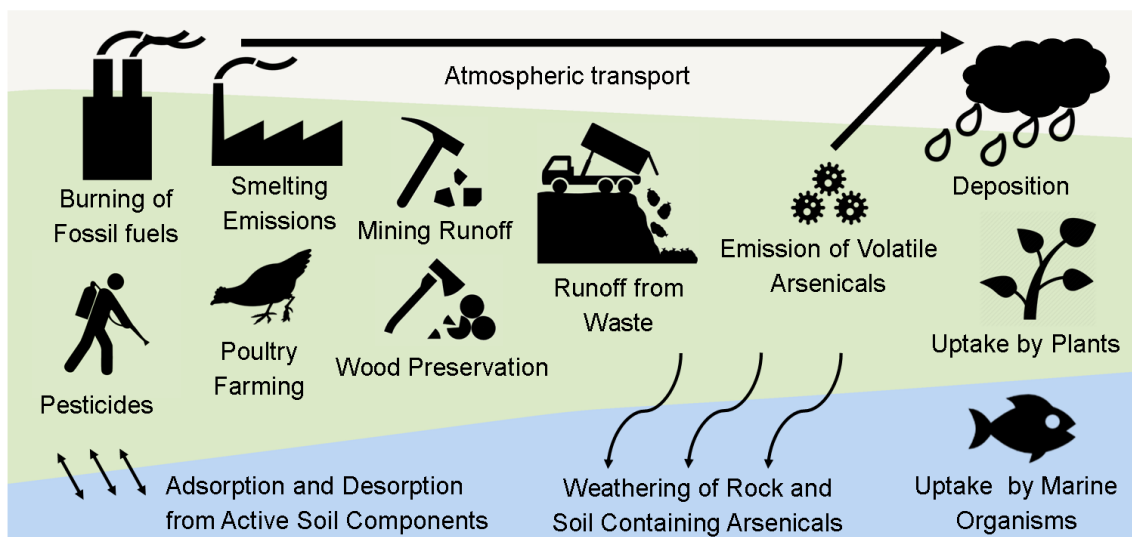 Atmospheric transport
Burning of
Fossil fuels
Smelting
Emissions
Mining Runoff
Runoff from
Waste
Emission of Volatile
Arsenicals
Deposition
Pesticides
Poultry
Farming
Wood Preservation
Uptake by Plants
Adsorption and Desorption
from Active Soil Components
Weathering of Rock and
Soil Containing Arsenicals
Uptake by Marine
Organisms